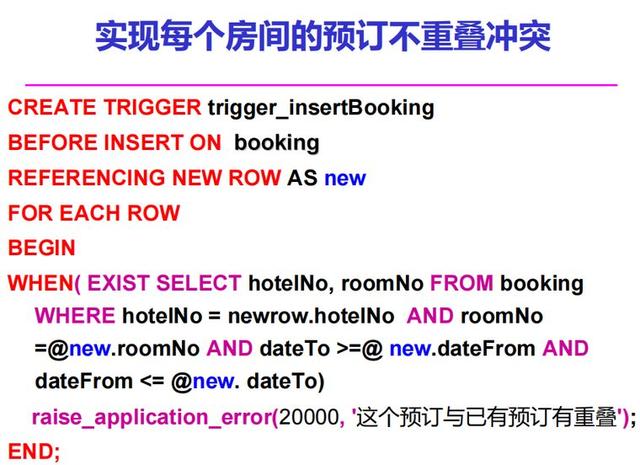 实现每个房间的预订不重叠冲突
CREATE TRIGGER trigger_insertBooking
BEFORE INSERT ON booking
REFERENCING NEW ROW AS new
FOR EACH ROW
BEGIN
WHEN( EXIST SELECT hotelNo, roomNo FROM booking
WHERE hotelNo = newrow.hotelNo AND roomNo
=@new.roomNo AND dateTo >=@ new.dateFrom AND
dateFrom <= @new. dateTo)
raise_application_error(20000, '这个预订与已有预订有重叠');
END;